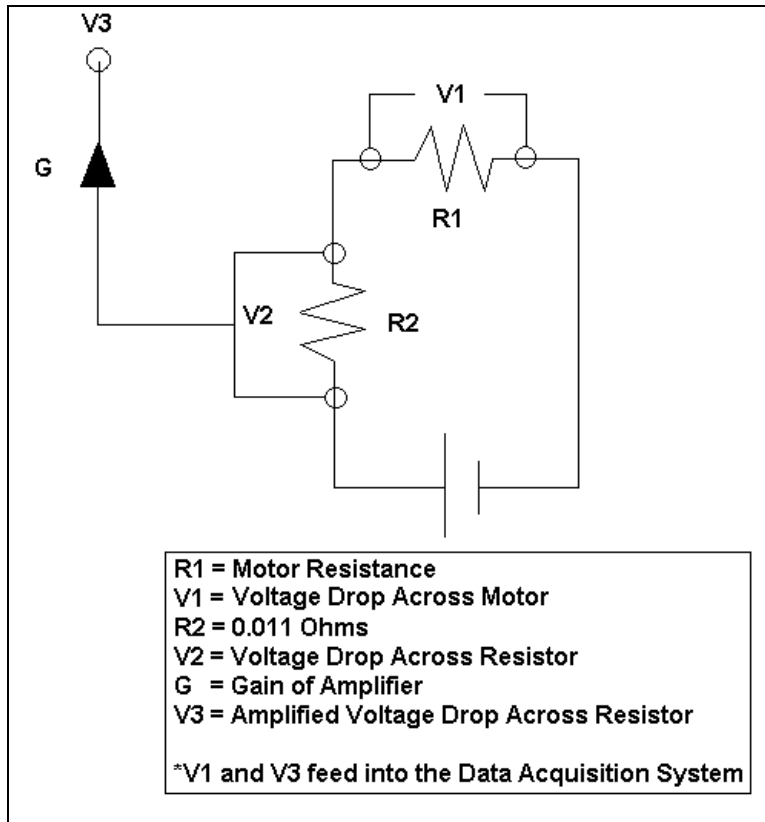 V3
V1
G
R1
V2
R2
R1 = Motor Resistance
V1 = Voltage Drop Across Motor
R2 = 0.011 Ohms
V2 = Voltage Drop Across Resistor
G = Gain of Amplifier
V3 = Amplified Voltage Drop Across Resistor
*V1 and V3 feed into the Data Acquisition System